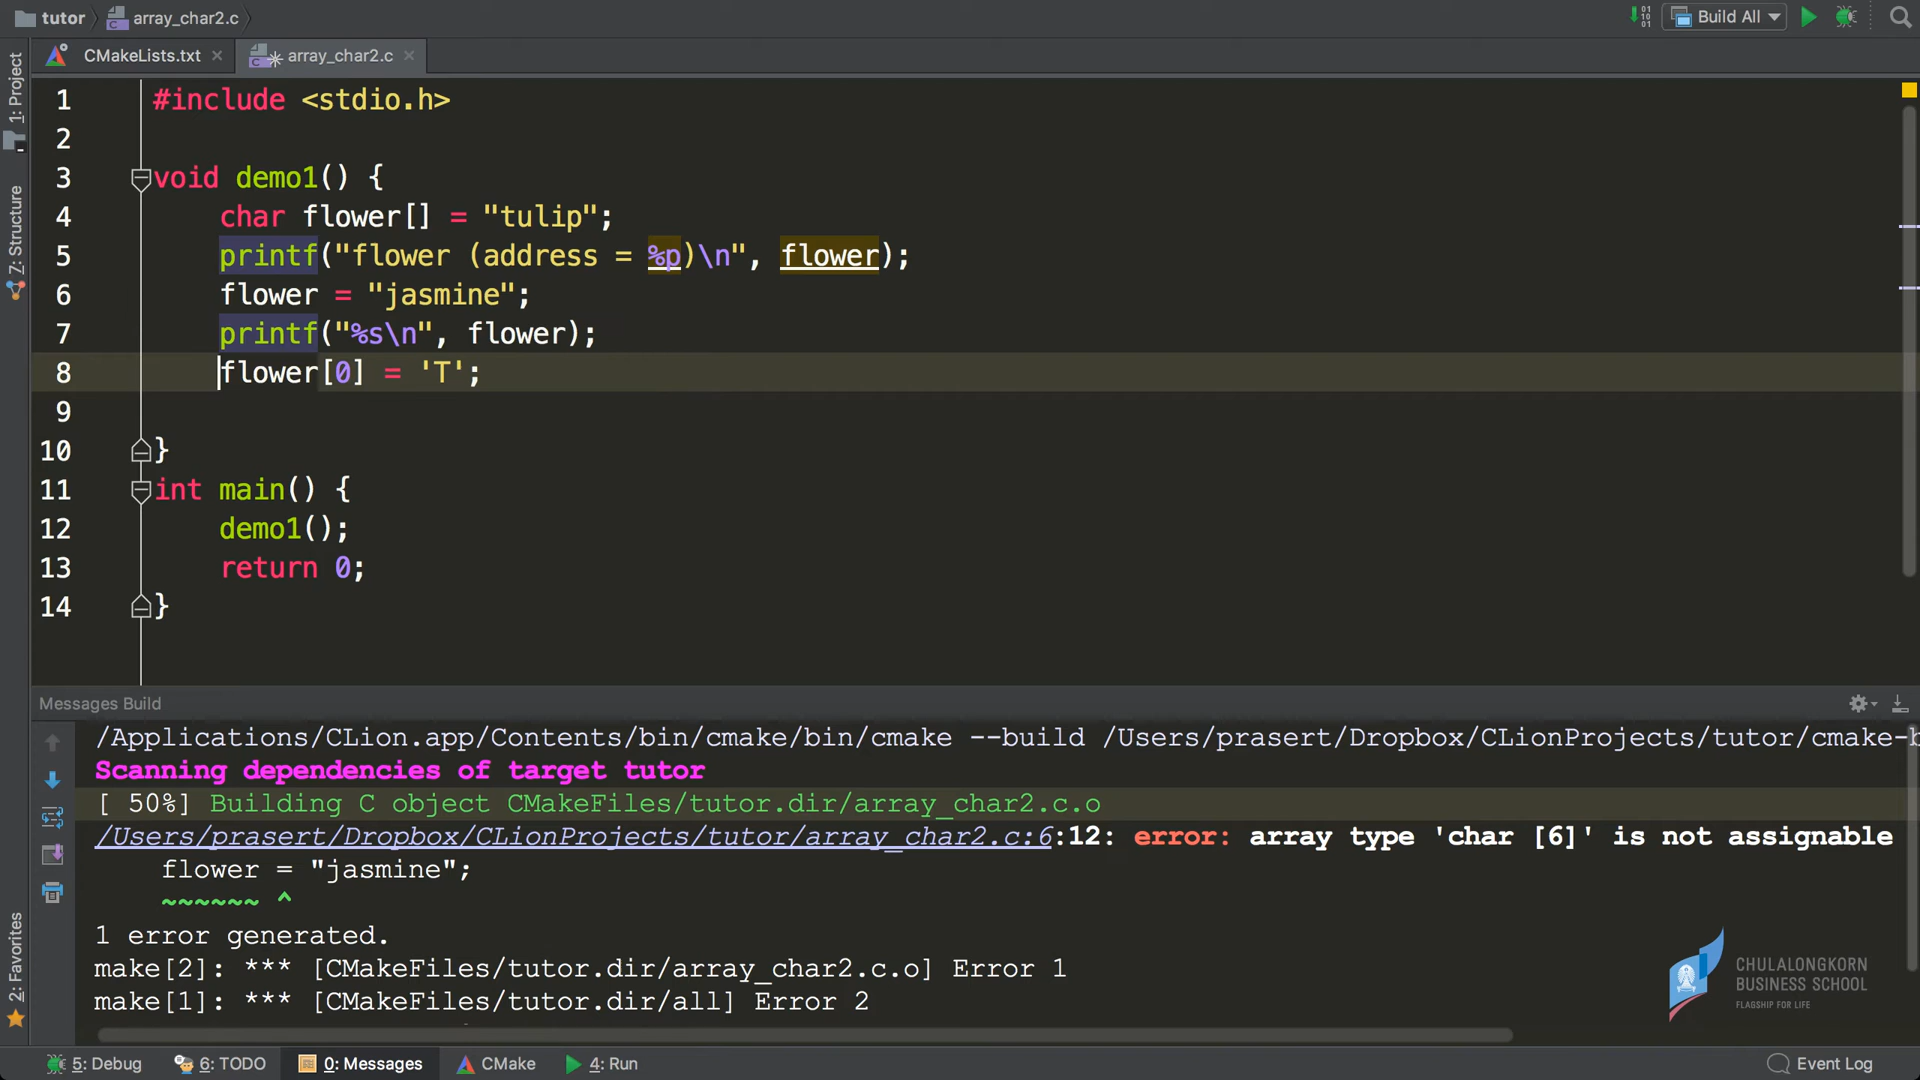 tutor array_char2.c Build All
CMakeLists.txt array_char2.c
1: Project
Z: Structure
2: Favorites
1 #include <stdio.h>
2
3 void demo1() {
4 char flower[] = "tulip";
5 printf("flower (address = %p)\n", flower);
6 flower = "jasmine";
7 printf("%s\n", flower);
8 flower[0] = 'T';
9
10 }
11 int main() {
12 demo1();
13 return 0;
14 }
Messages Build
/Applications/CLion.app/Contents/bin/cmake/bin/cmake --build /Users/prasert/Dropbox/CLionProjects/tutor/cmake-b
Scanning dependencies of target tutor
[ 50%] Building C object CMakeFiles/tutor.dir/array_char2.c.o
/Users/prasert/Dropbox/CLionProjects/tutor/array_char2.c:6:12: error: array type 'char [6]' is not assignable
flower = "jasmine";
~~~~~~ ^
1 error generated.
make[2]: *** [CMakeFiles/tutor.dir/array_char2.c.o] Error 1
make[1]: *** [CMakeFiles/tutor.dir/all] Error 2
CHULALONGKORN
BUSINESS SCHOOL
FLAGSHIP FOR LIFE
5: Debug 6: TODO 0: Messages CMake 4: Run Event Log